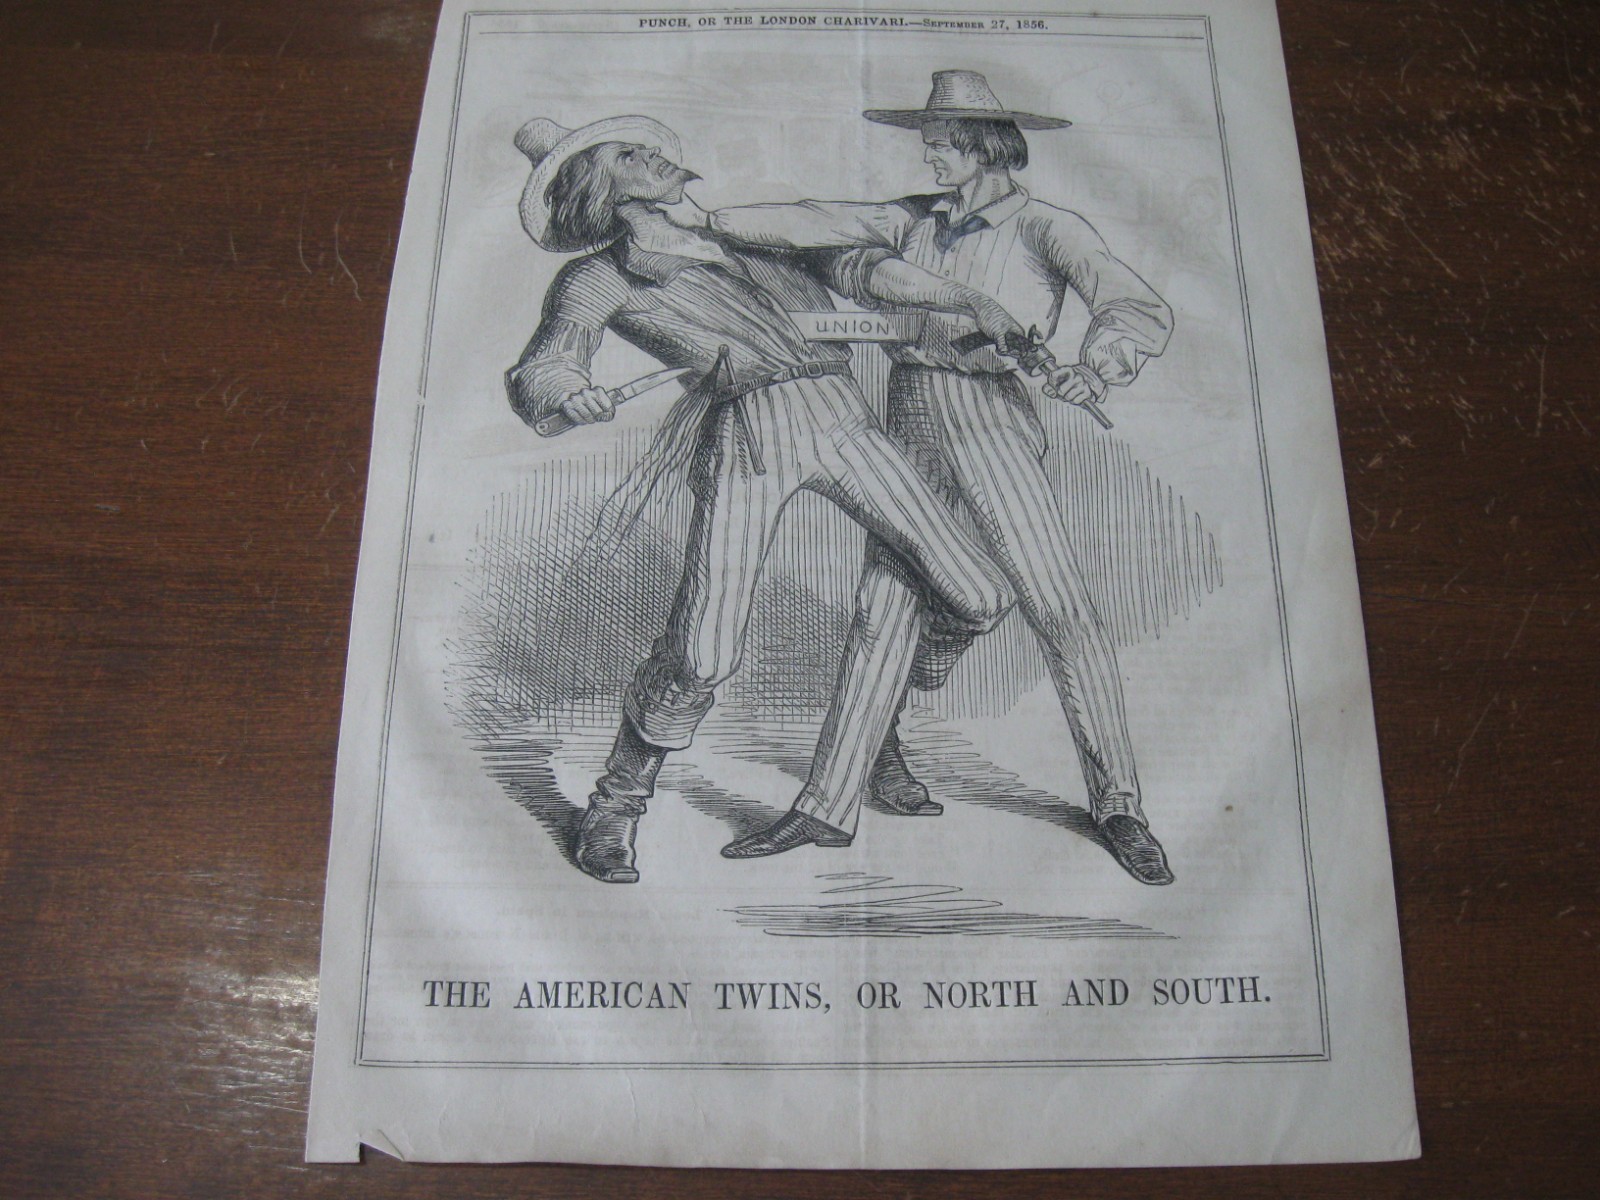 PUNCH, OR THE LONDON CHARIVARI.—SEPTEMBER 27, 1856.
UNION
THE AMERICAN TWINS, OR NORTH AND SOUTH.